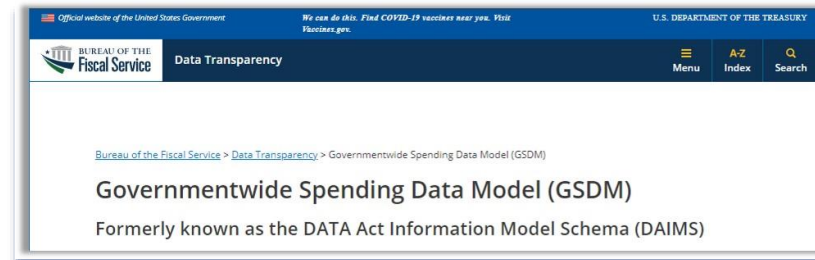 Official website of the United States Government
We can do this. Find COVID-19 vaccines near you. Visit
Vaccines.gov.
U.S. DEPARTMENT OF THE TREASURY
BUREAU OF THE
Fiscal Service
Data Transparency
Menu
A-Z
Index
Search
Bureau of the Fiscal Service > Data Transparency > Governmentwide Spending Data Model (GSDM)
Governmentwide Spending Data Model (GSDM)
Formerly known as the DATA Act Information Model Schema (DAIMS)